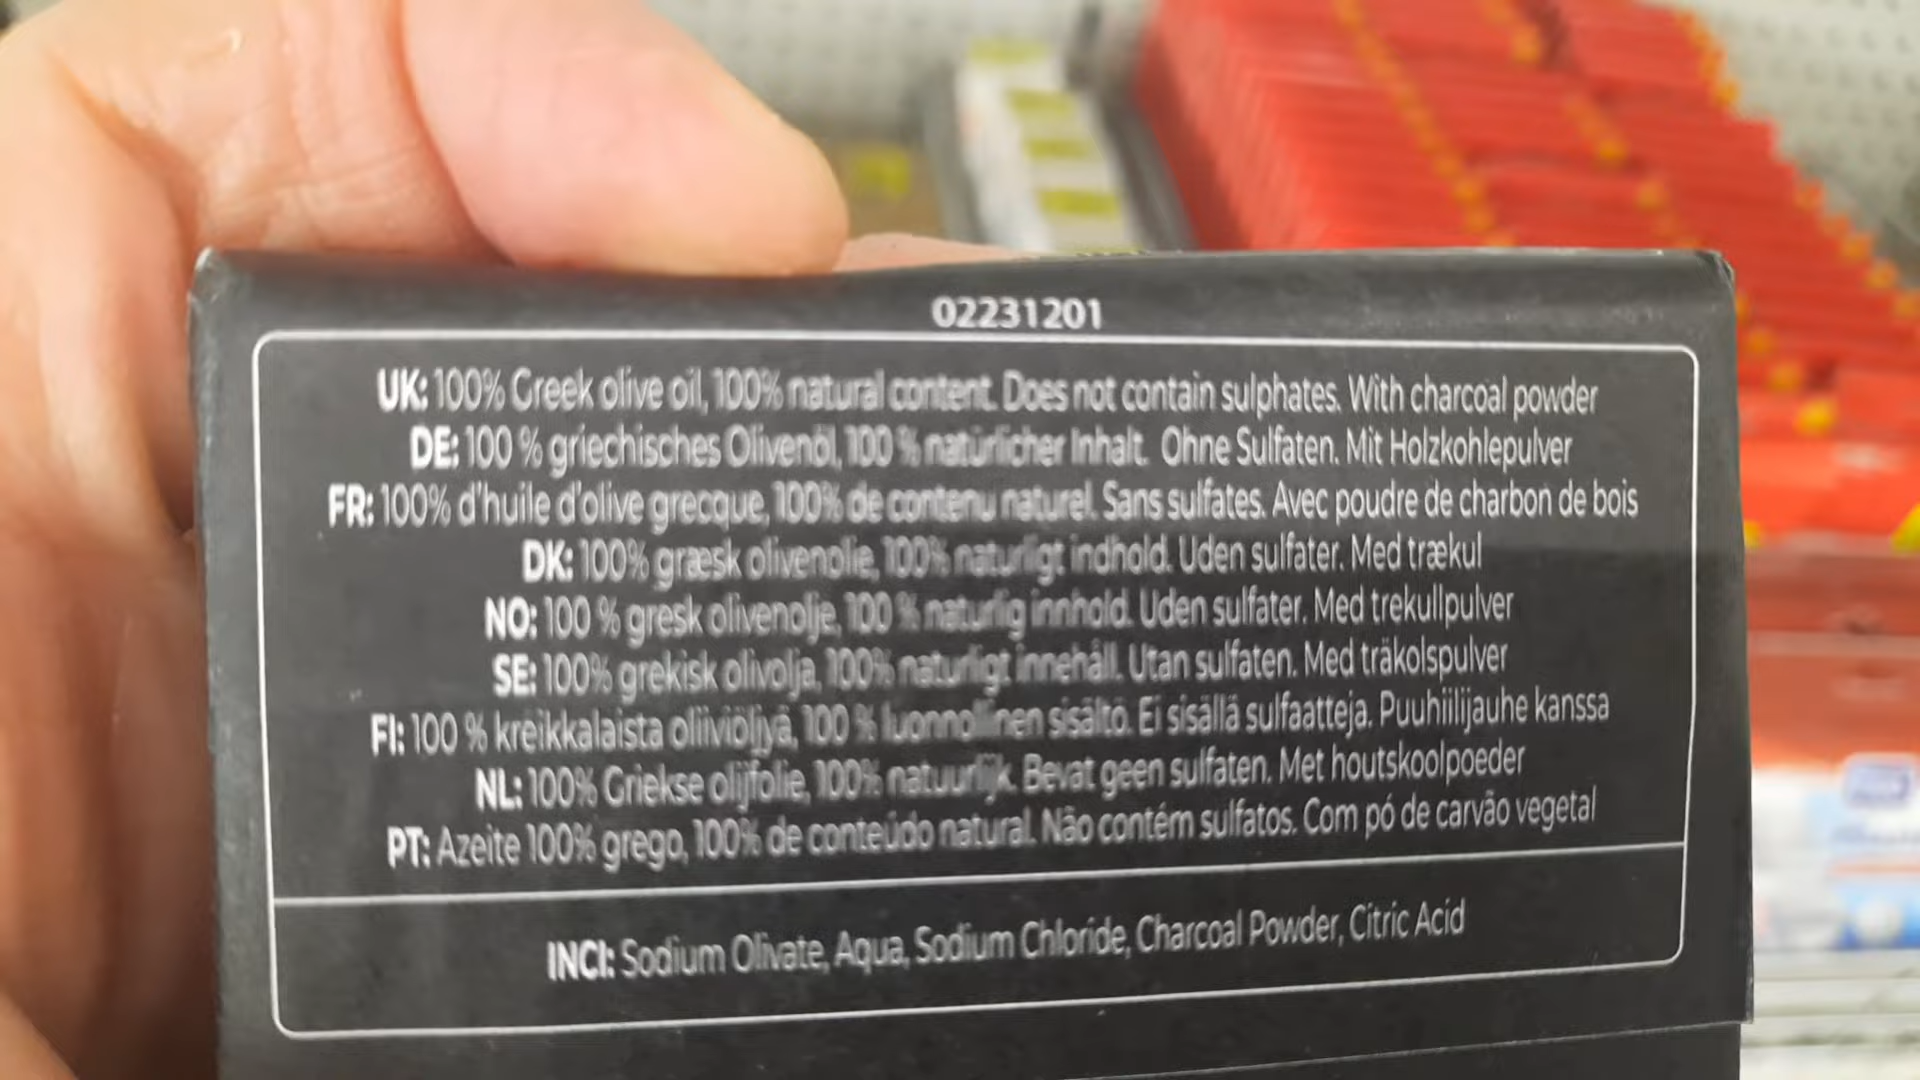 02231201
UK: 100% Greek olive oil, 100% natural content. Does not contain sulphates. With charcoal powder
DE: 100 % griechisches Olivenöl, 100 % natürlicher Inhalt. Ohne Sulfaten. Mit Holzkohlepulver
FR: 100% d'huile d'olive grecque, 100% de contenu naturel. Sans sulfates. Avec poudre de charbon de bois
DK: 100% græsk olivenolie, 100% naturligt indhold. Uden sulfater. Med trækul
NO: 100 % gresk olivenolje, 100 % naturlig innhold. Uden sulfater. Med trekullpulver
SE: 100% grekisk olivolja, 100% naturligt innehåll. Utan sulfaten. Med träkolspulver
FI: 100 % kreikkalaista oliiviöljyä, 100 % luonnollinen sisältö. Ei sisällä sulfaatteja. Puuhiilijauhe kanssa
NL: 100% Griekse olijfolie, 100% natuurlijk. Bevat geen sulfaten. Met houtskoolpoeder
PT: Azeite 100% grego, 100% de conteúdo natural. Não contém sulfatos. Com pó de carvão vegetal
INCI: Sodium Olivate, Aqua, Sodium Chloride, Charcoal Powder, Citric Acid